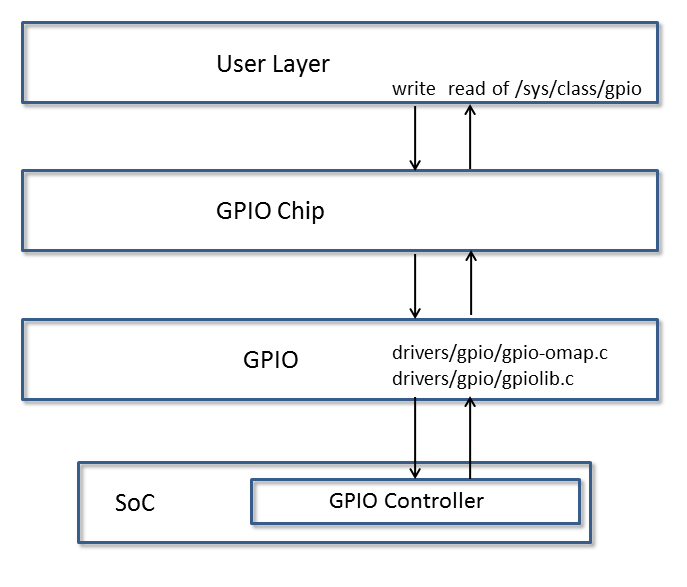 User Layer
write read of /sys/class/gpio
GPIO Chip
GPIO
drivers/gpio/gpio-omap.c
drivers/gpio/gpiolib.c
SoC
GPIO Controller